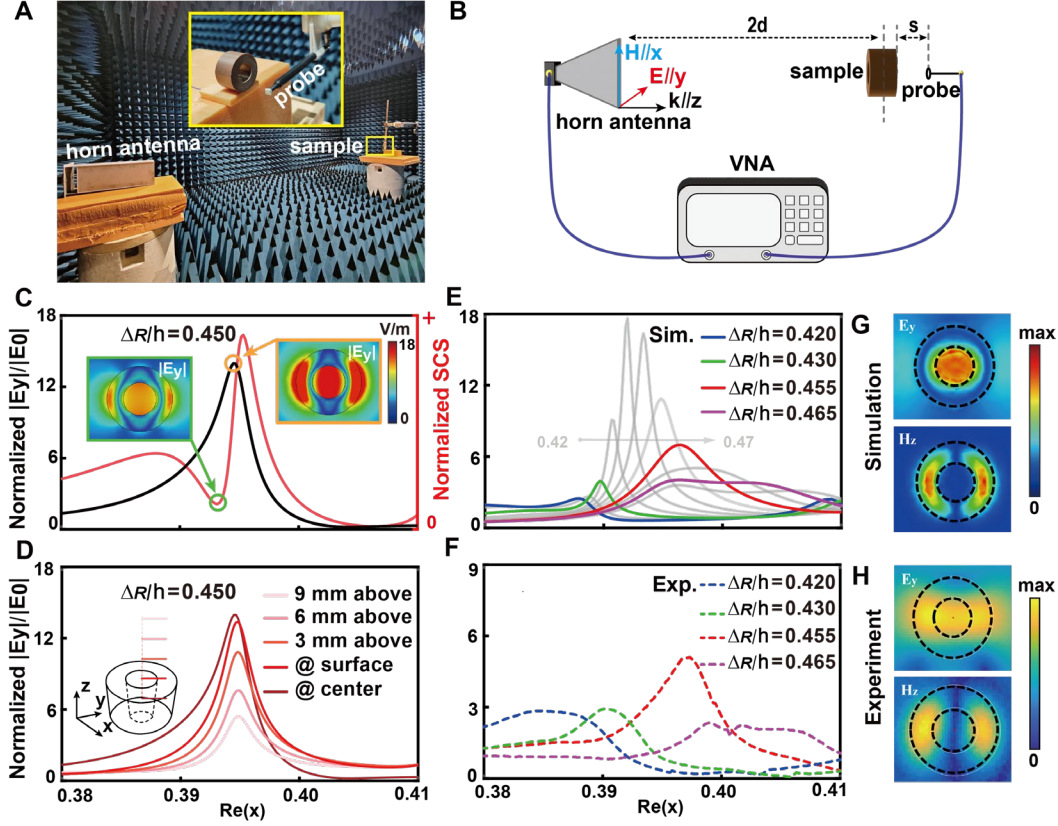 A
probe
horn antenna
sample
B
2d
s
H//x
E//y
k//z
sample
probe
horn antenna
VNA
C
Normalized |Ey|/|E0|
18
12
6
0
ΔR/h=0.450
|Ey|
|Ey|
V/m
18
0
+
0
Normalized SCS
D
Normalized |Ey|/|E0|
18
12
6
0
ΔR/h=0.450
9 mm above
6 mm above
3 mm above
@ surface
@ center
z
y
x
0.38
0.39
0.40
0.41
Re(x)
E
18
12
6
0
Sim.
ΔR/h=0.420
ΔR/h=0.430
ΔR/h=0.455
ΔR/h=0.465
0.42
0.47
F
9
6
3
0
Exp.
ΔR/h=0.420
ΔR/h=0.430
ΔR/h=0.455
ΔR/h=0.465
0.38
0.39
0.40
0.41
Re(x)
G
Simulation
Ey
Hz
max
0
H
Experiment
Ey
Hz
max
0